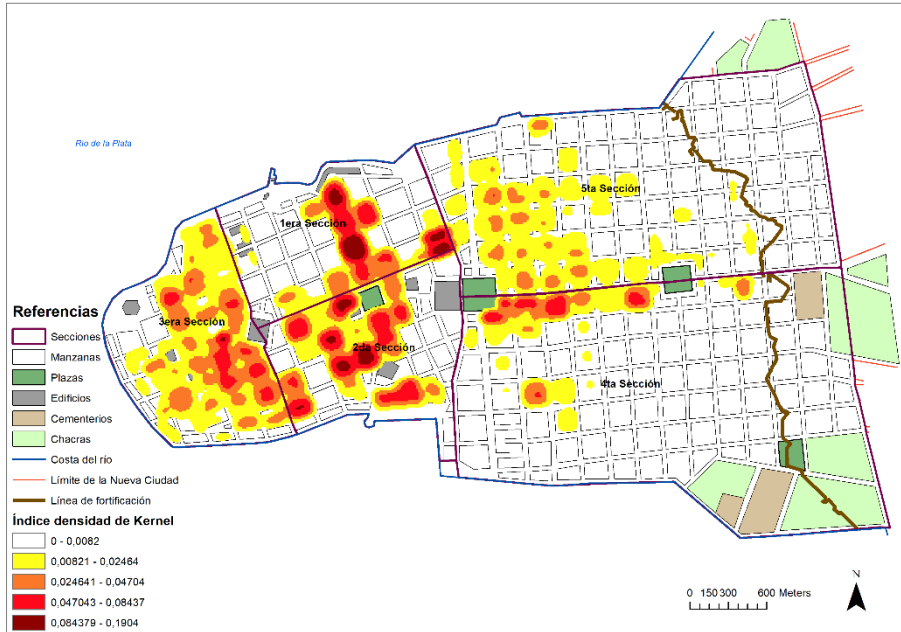 Rio de la Plata
1era Sección
5ta Sección
3era Sección
2da Sección
4ta Sección
Referencias
Secciones
Manzanas
Plazas
Edificios
Cementerios
Chacras
Costa del río
Límite de la Nueva Ciudad
Línea de fortificación
Índice densidad de Kernel
0 - 0,0082
0,00821 - 0,02464
0,024641 - 0,04704
0,047043 - 0,08437
0,084379 - 0,1904
0 150 300 600 Meters
N